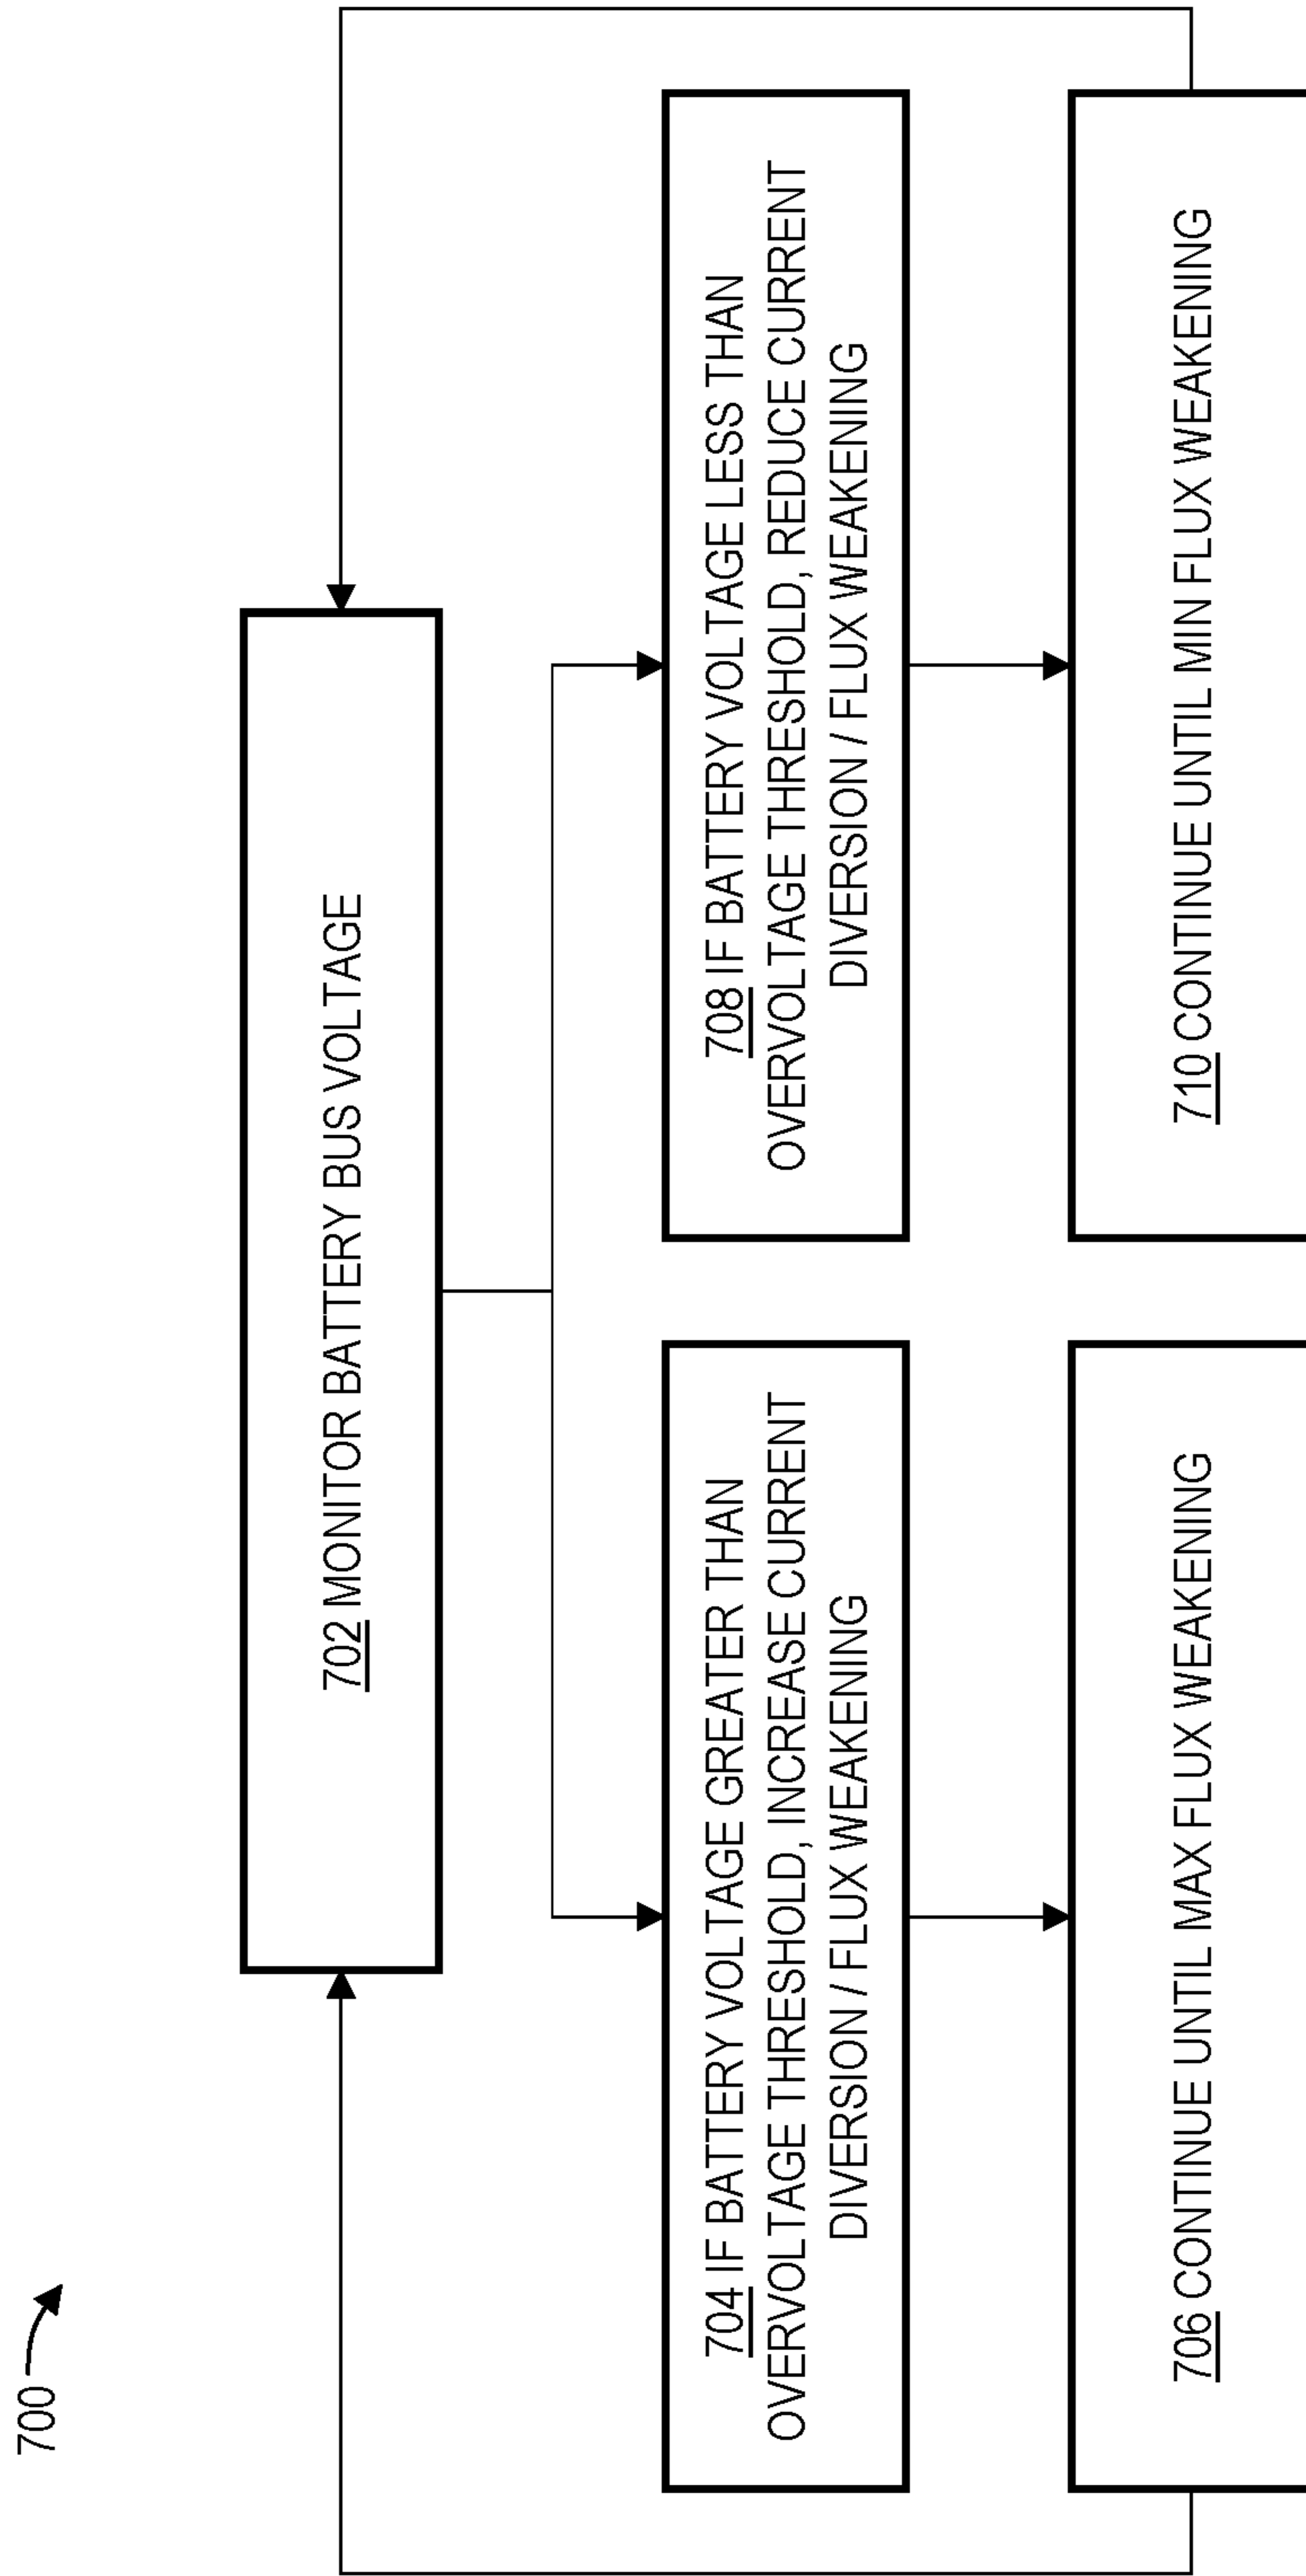 700
702 MONITOR BATTERY BUS VOLTAGE
704 IF BATTERY VOLTAGE GREATER THAN
OVERVOLTAGE THRESHOLD, INCREASE CURRENT
DIVERSION / FLUX WEAKENING
708 IF BATTERY VOLTAGE LESS THAN
OVERVOLTAGE THRESHOLD, REDUCE CURRENT
DIVERSION / FLUX WEAKENING
706 CONTINUE UNTIL MAX FLUX WEAKENING
710 CONTINUE UNTIL MIN FLUX WEAKENING